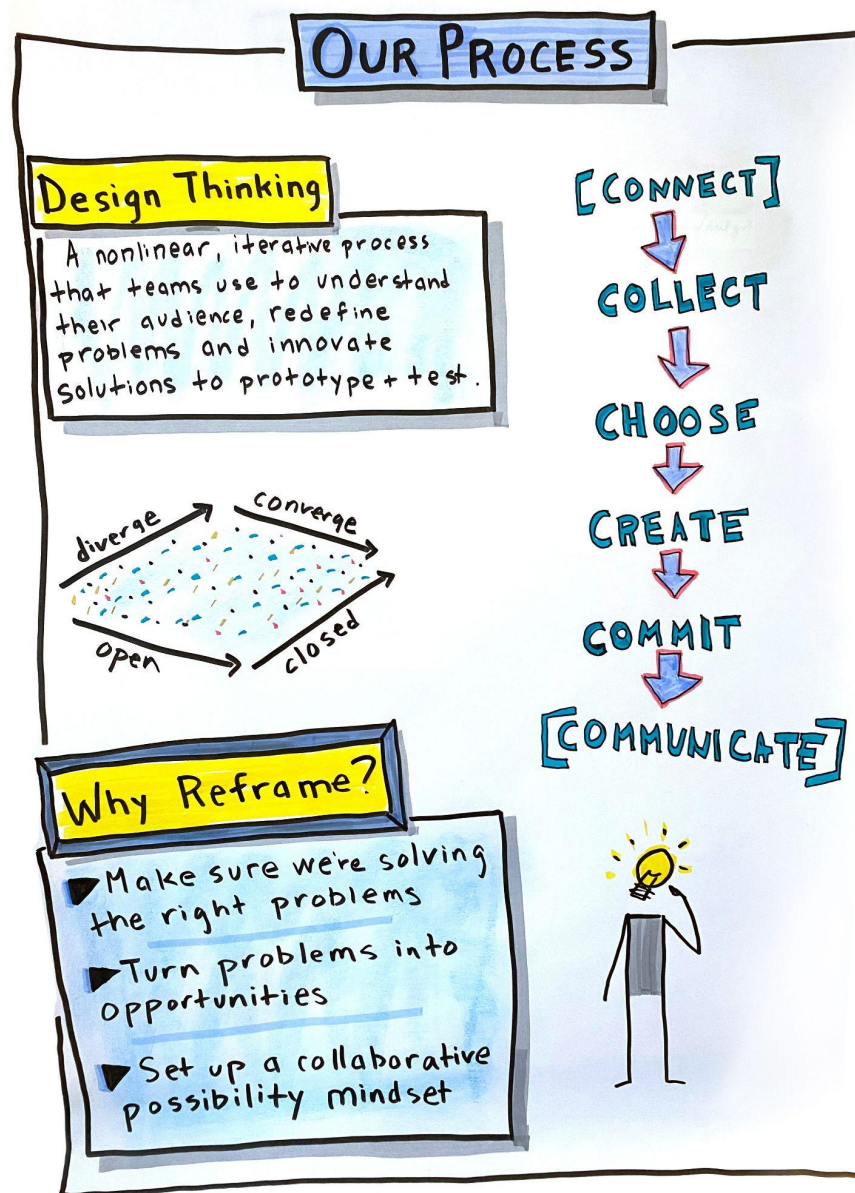 OUR PROCESS
Design Thinking
A nonlinear, iterative process
that teams use to understand
their audience, redefine
problems and innovate
solutions to prototype + test.
diverge
converge
open
closed
Why Reframe?
Make sure we're solving
the right problems
Turn problems into
opportunities
Set up a collaborative
possibility mindset
[CONNECT]
COLLECT
CHOOSE
CREATE
COMMIT
[COMMUNICATE]